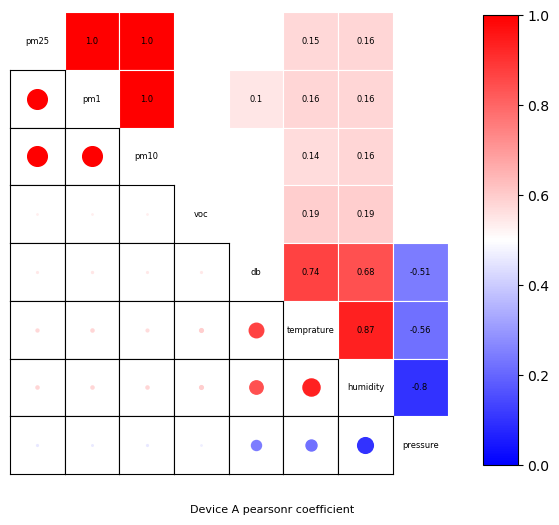 pm25 1.0 1.0 0.15 0.16
pm1 1.0 0.1 0.16 0.16
pm10 0.14 0.16
voc 0.19 0.19
db 0.74 0.68 -0.51
temprature 0.87 -0.56
humidity -0.8
pressure
1.0
0.8
0.6
0.4
0.2
0.0
Device A pearsonr coefficient